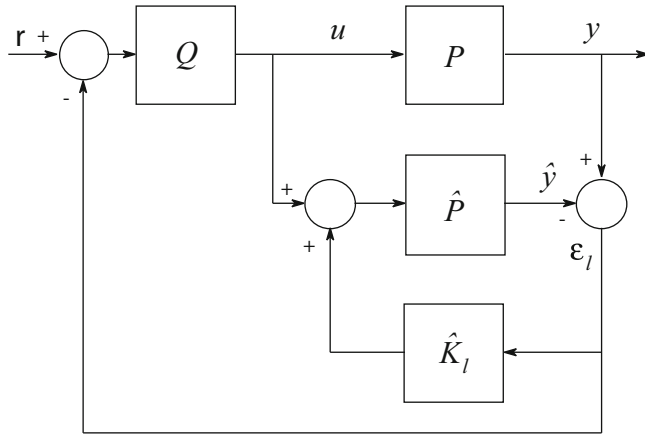 r + Q u P y
-
+ P̂ ŷ - +
+ ε_l
K̂_l